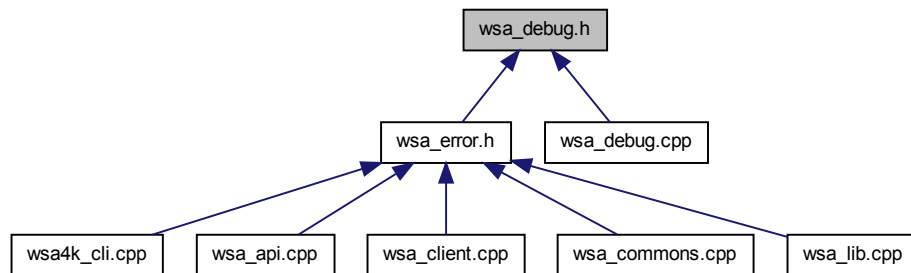 wsa_debug.h
wsa_error.h
wsa_debug.cpp
wsa4k_cli.cpp
wsa_api.cpp
wsa_client.cpp
wsa_commons.cpp
wsa_lib.cpp